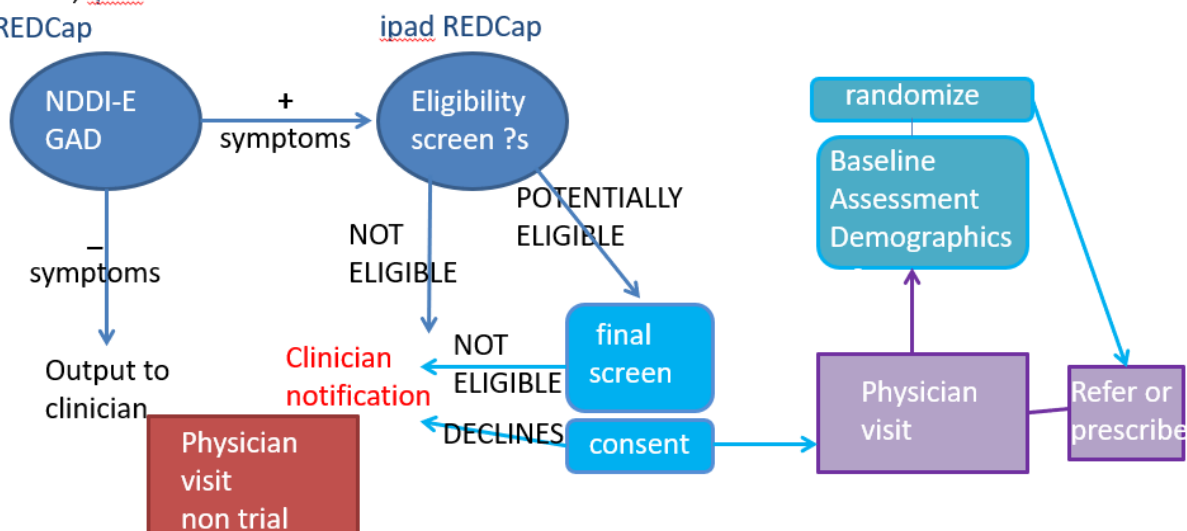 REDCap
ipad REDCap
NDDI-E
GAD
+
symptoms
Eligibility
screen ?s
randomize
Baseline
Assessment
Demographics
POTENTIALLY
ELIGIBLE
NOT
ELIGIBLE
–
symptoms
final
screen
NOT
ELIGIBLE
Clinician
notification
Output to
clinician
DECLINES
consent
Physician
visit
Refer or
prescribe
Physician
visit
non trial